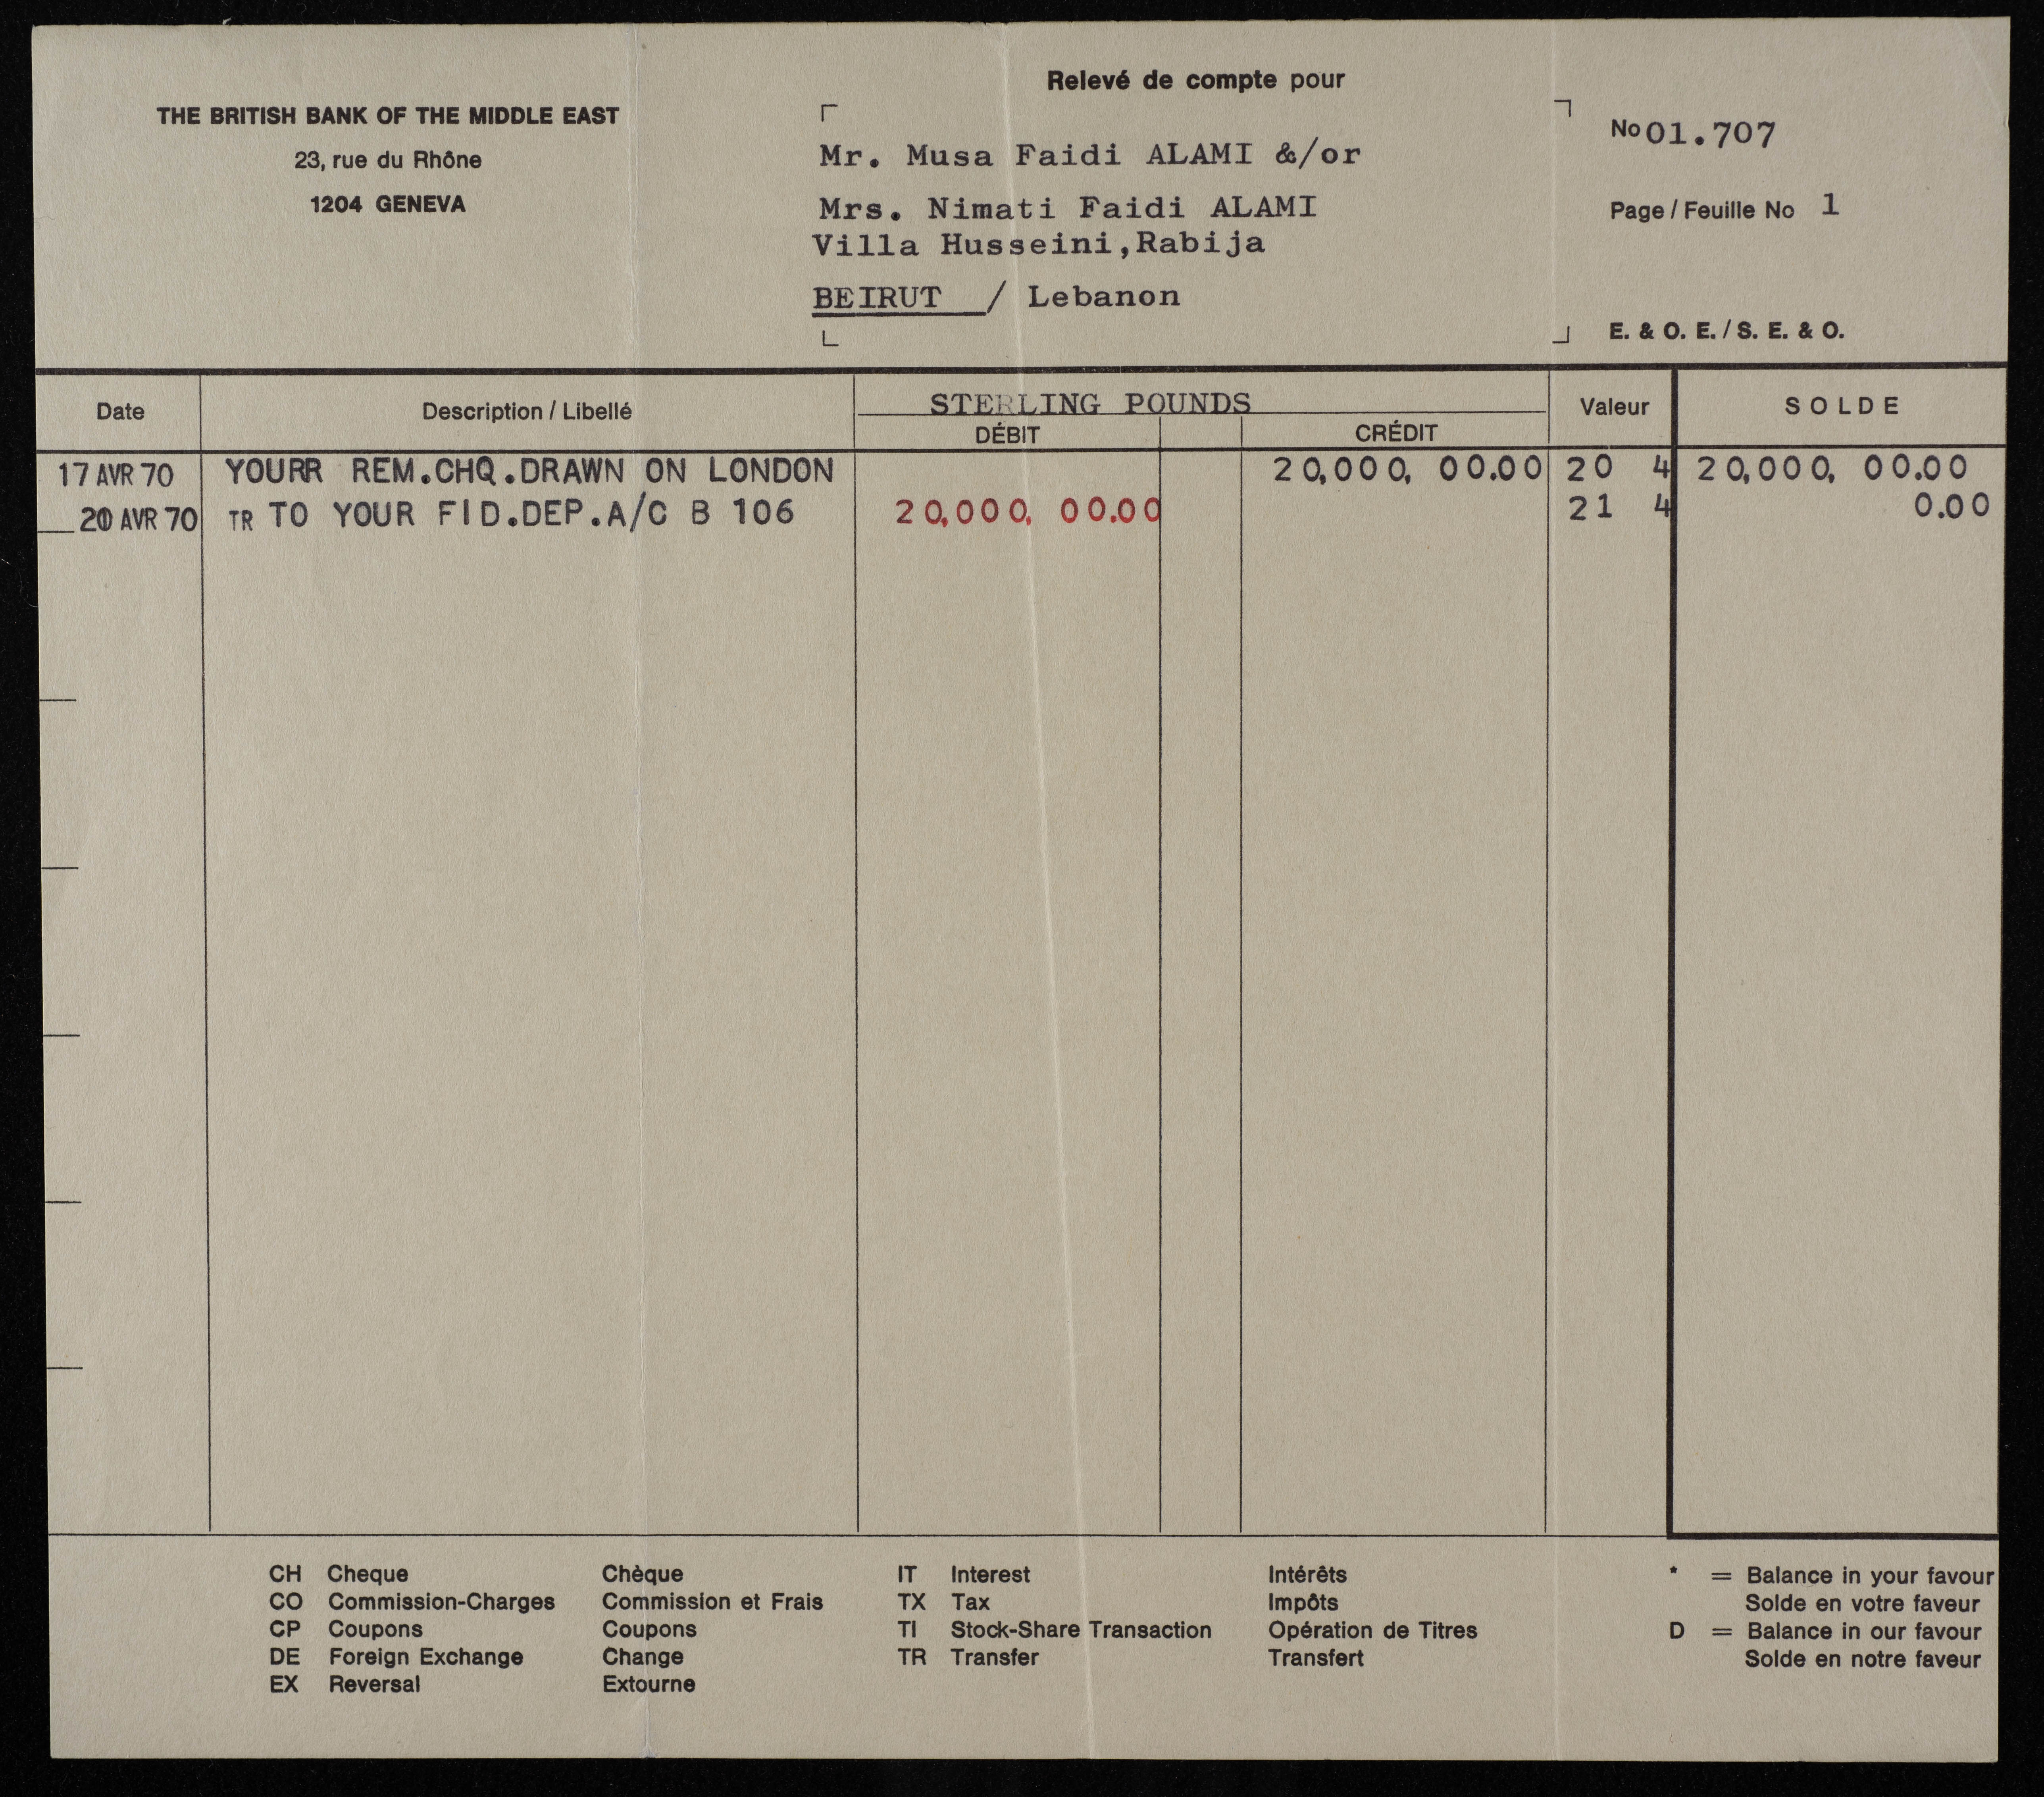 Relevé de compte pour
THE BRITISH BANK OF THE MIDDLE EAST
23, rue du Rhône
1204 GENEVA
Mr. Musa Faidi ALAMI &/or
Mrs. Nimati Faidi ALAMI
Villa Husseini,Rabija
BEIRUT / Lebanon
No 01.707
Page / Feuille No 1
E. & O. E. / S. E. & O.
Date Description / Libellé STERLING POUNDS Valeur SOLDE
DÉBIT CRÉDIT
17 AVR 70 YOURR REM.CHQ.DRAWN ON LONDON 20,000, 00.00 20 4 20,000, 00.00
20 AVR 70 TR TO YOUR FID.DEP.A/C B 106 20,000, 00.00 21 4 0.00
CH Cheque Chèque IT Interest Intérêts * = Balance in your favour
CO Commission-Charges Commission et Frais TX Tax Impôts Solde en votre faveur
CP Coupons Coupons TI Stock-Share Transaction Opération de Titres D = Balance in our favour
DE Foreign Exchange Change TR Transfer Transfert Solde en notre faveur
EX Reversal Extourne